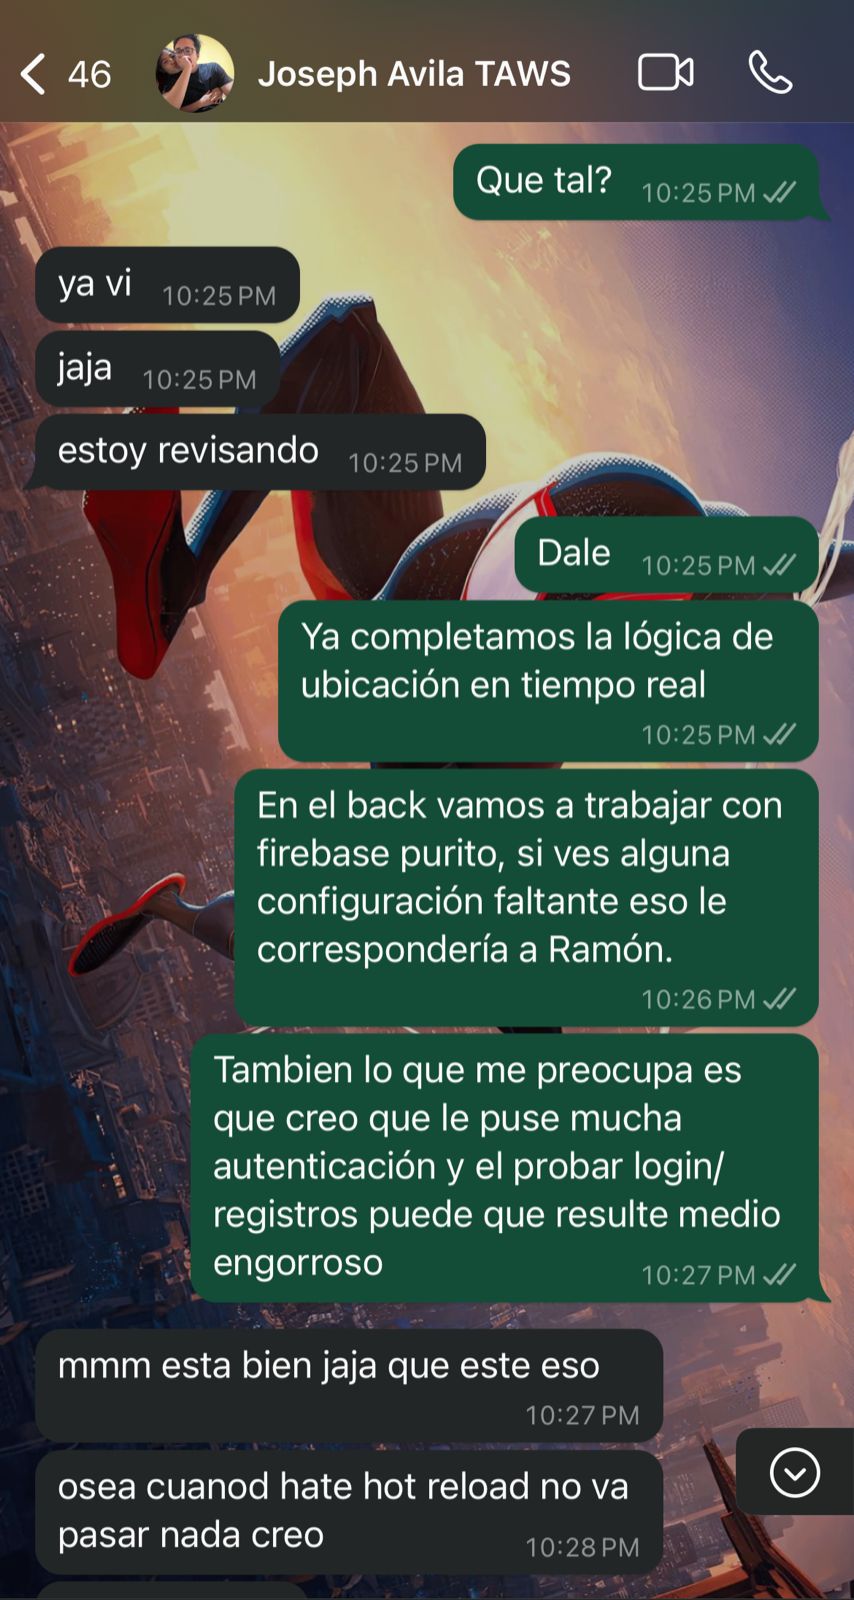 46
Joseph Avila TAWS
Que tal?
10:25 PM
ya vi
10:25 PM
jaja
10:25 PM
estoy revisando
10:25 PM
Dale
10:25 PM
Ya completamos la lógica de
ubicación en tiempo real
10:25 PM
En el back vamos a trabajar con
firebase purito, si ves alguna
configuración faltante eso le
correspondería a Ramón.
10:26 PM
Tambien lo que me preocupa es
que creo que le puse mucha
autenticación y el probar login/
registros puede que resulte medio
engorroso
10:27 PM
mmm esta bien jaja que este eso
10:27 PM
osea cuanod hate hot reload no va
pasar nada creo
10:28 PM